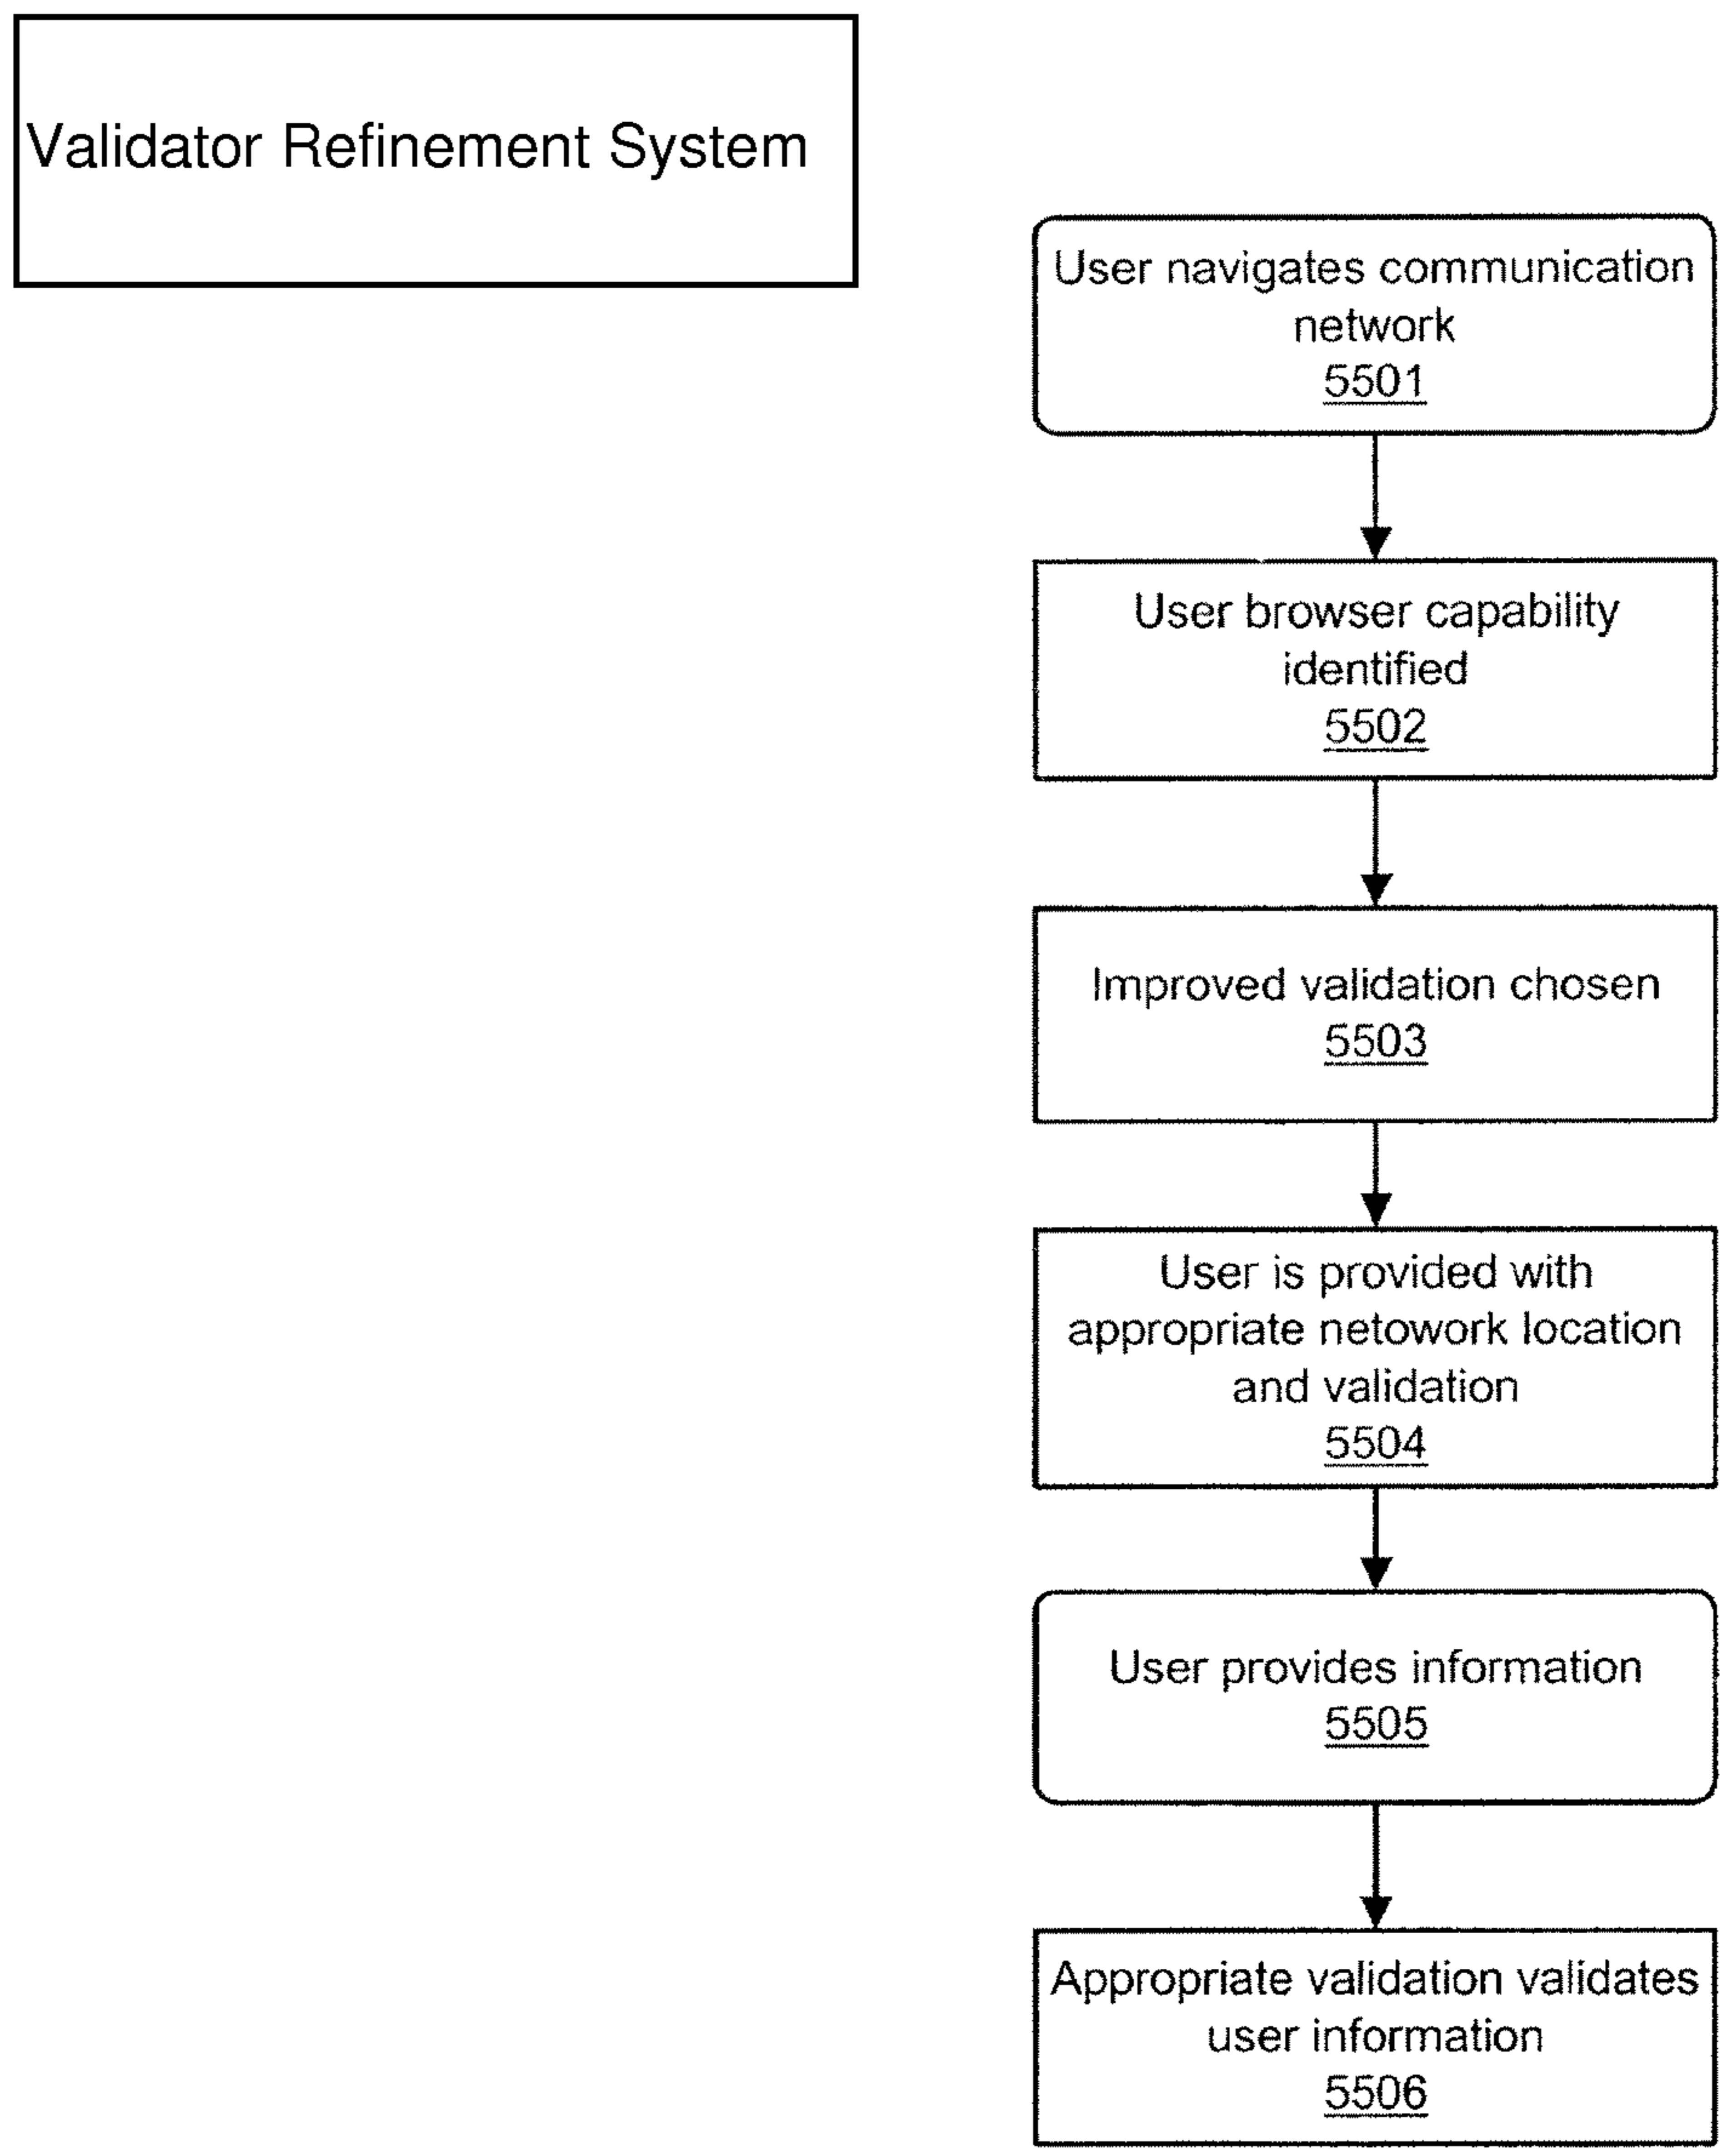 Validator Refinement System
User navigates communication
network
5501
User browser capability
identified
5502
Improved validation chosen
5503
User is provided with
appropriate netowork location
and validation
5504
User provides information
5505
Appropriate validation validates
user information
5506